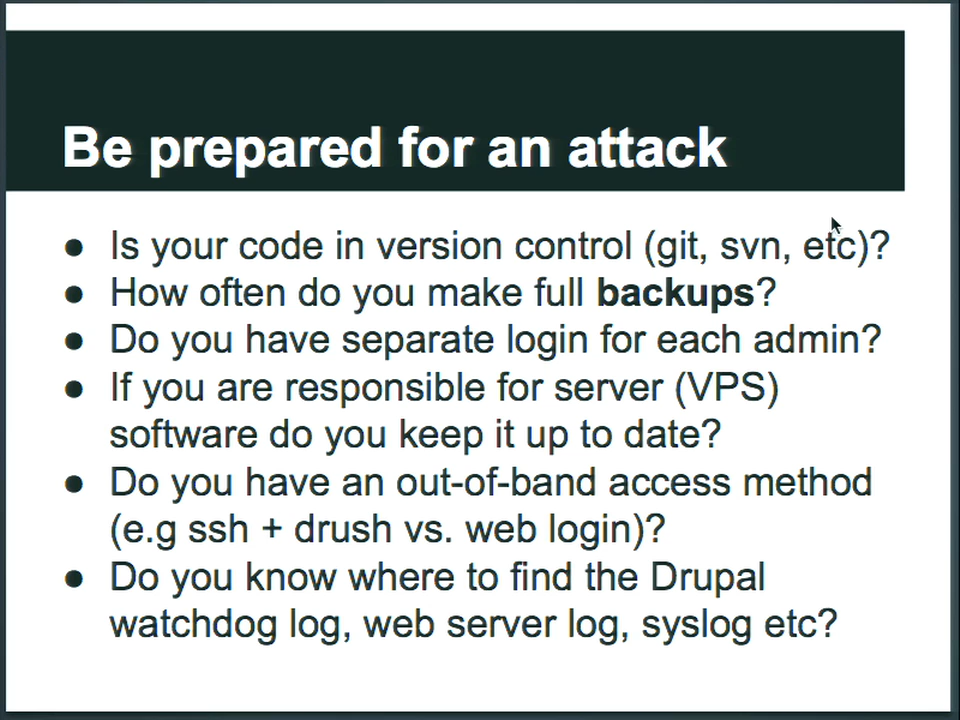 Be prepared for an attack
● Is your code in version control (git, svn, etc)?
● How often do you make full backups?
● Do you have separate login for each admin?
● If you are responsible for server (VPS)
software do you keep it up to date?
● Do you have an out-of-band access method
(e.g ssh + drush vs. web login)?
● Do you know where to find the Drupal
watchdog log, web server log, syslog etc?